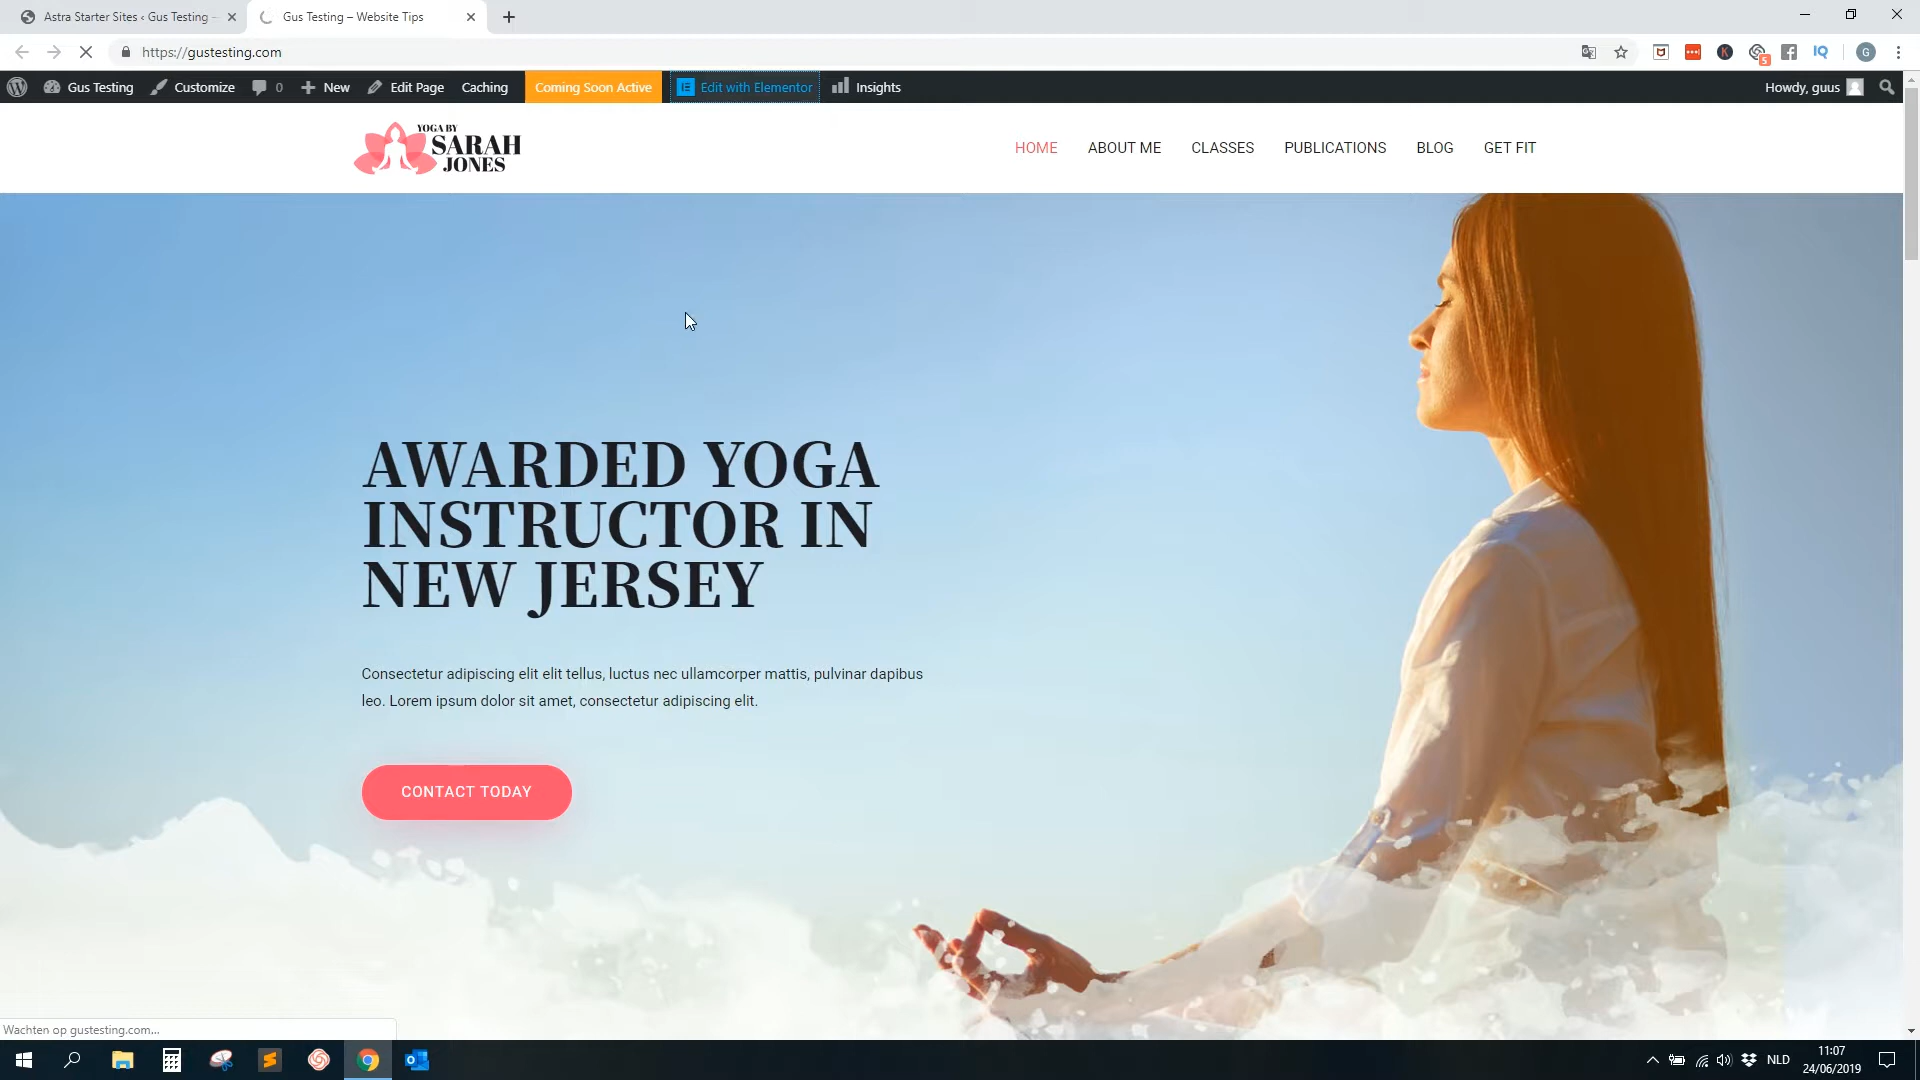 Astra Starter Sites ‹ Gus Testing –
Gus Testing – Website Tips
https://gustesting.com
IQ
5
G
Gus Testing
Customize
0
New
Edit Page
Caching
Coming Soon Active
Edit with Elementor
Insights
Howdy, guus
YOGA BY
SARAH
JONES
HOME
ABOUT ME
CLASSES
PUBLICATIONS
BLOG
GET FIT
AWARDED YOGA
INSTRUCTOR IN
NEW JERSEY
Consectetur adipiscing elit elit tellus, luctus nec ullamcorper mattis, pulvinar dapibus
leo. Lorem ipsum dolor sit amet, consectetur adipiscing elit.
CONTACT TODAY
Wachten op gustesting.com...
NLD
11:07
24/06/2019